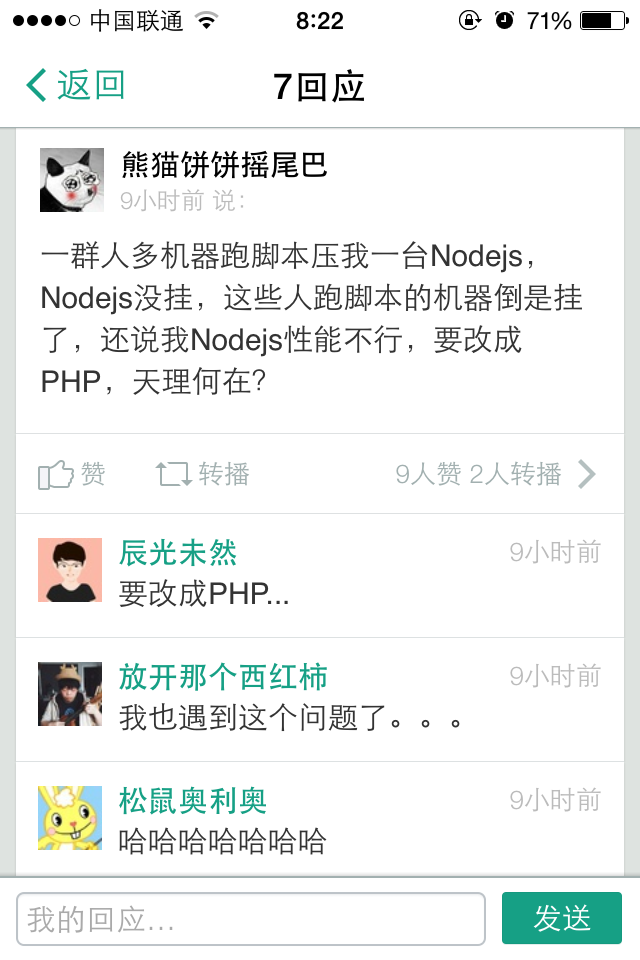 中国联通 8:22 71%
返回 7回应
熊猫饼饼摇尾巴
9小时前 说：
一群人多机器跑脚本压我一台Nodejs，
Nodejs没挂，这些人跑脚本的机器倒是挂
了，还说我Nodejs性能不行，要改成
PHP，天理何在？
赞 转播 9人赞 2人转播
辰光未然 9小时前
要改成PHP...
放开那个西红柿 9小时前
我也遇到这个问题了。。。
松鼠奥利奥 9小时前
哈哈哈哈哈哈哈
我的回应... 发送